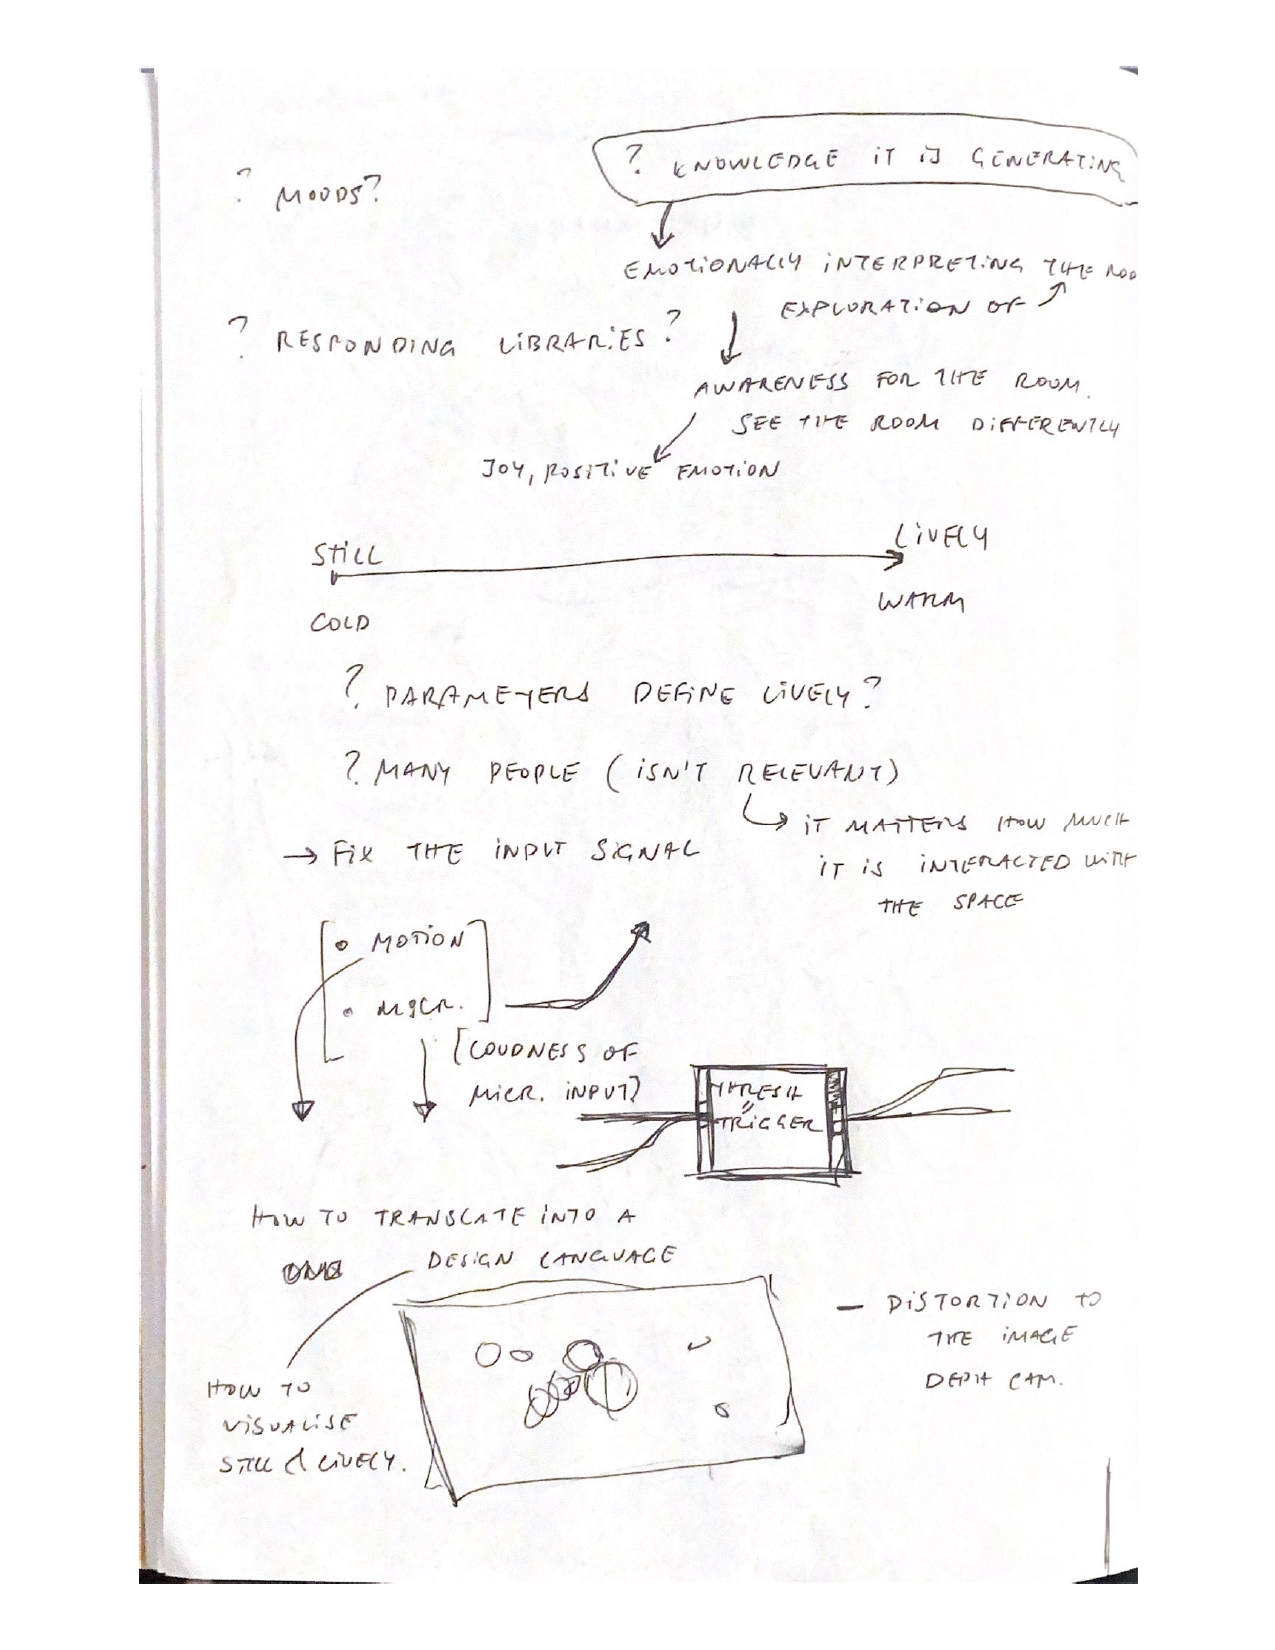 ? KNOWLEDGE iT iS GENERATING
? MOODS?
EMOTIONALLY INTERPRETING THE ROO
EXPLORATION OF
? RESPONDING LIBRARIES?
AWARENESS FOR THE ROOM.
SEE THE ROOM DIFFERENTLY
JOY, POSITIVE EMOTION
STILL
LIVELY
COLD
WARM
? PARAMETERS DEFINE LIVELY?
? MANY PEOPLE (ISN'T RELEVANT)
→ IT MATTERS HOW MUCH
IT IS INTERACTED WITH
THE SPACE
→ FIX THE INPUT SIGNAL
• MOTION
• MICR.
[LOUDNESS OF
MICR. INPUT]
THRESH
TRIGGER
HOW TO TRANSLATE INTO A
DESIGN LANGUAGE
HOW TO
VISUALISE
STILL & LIVELY.
— DISTORTION TO
THE IMAGE
DEPTH CAM.